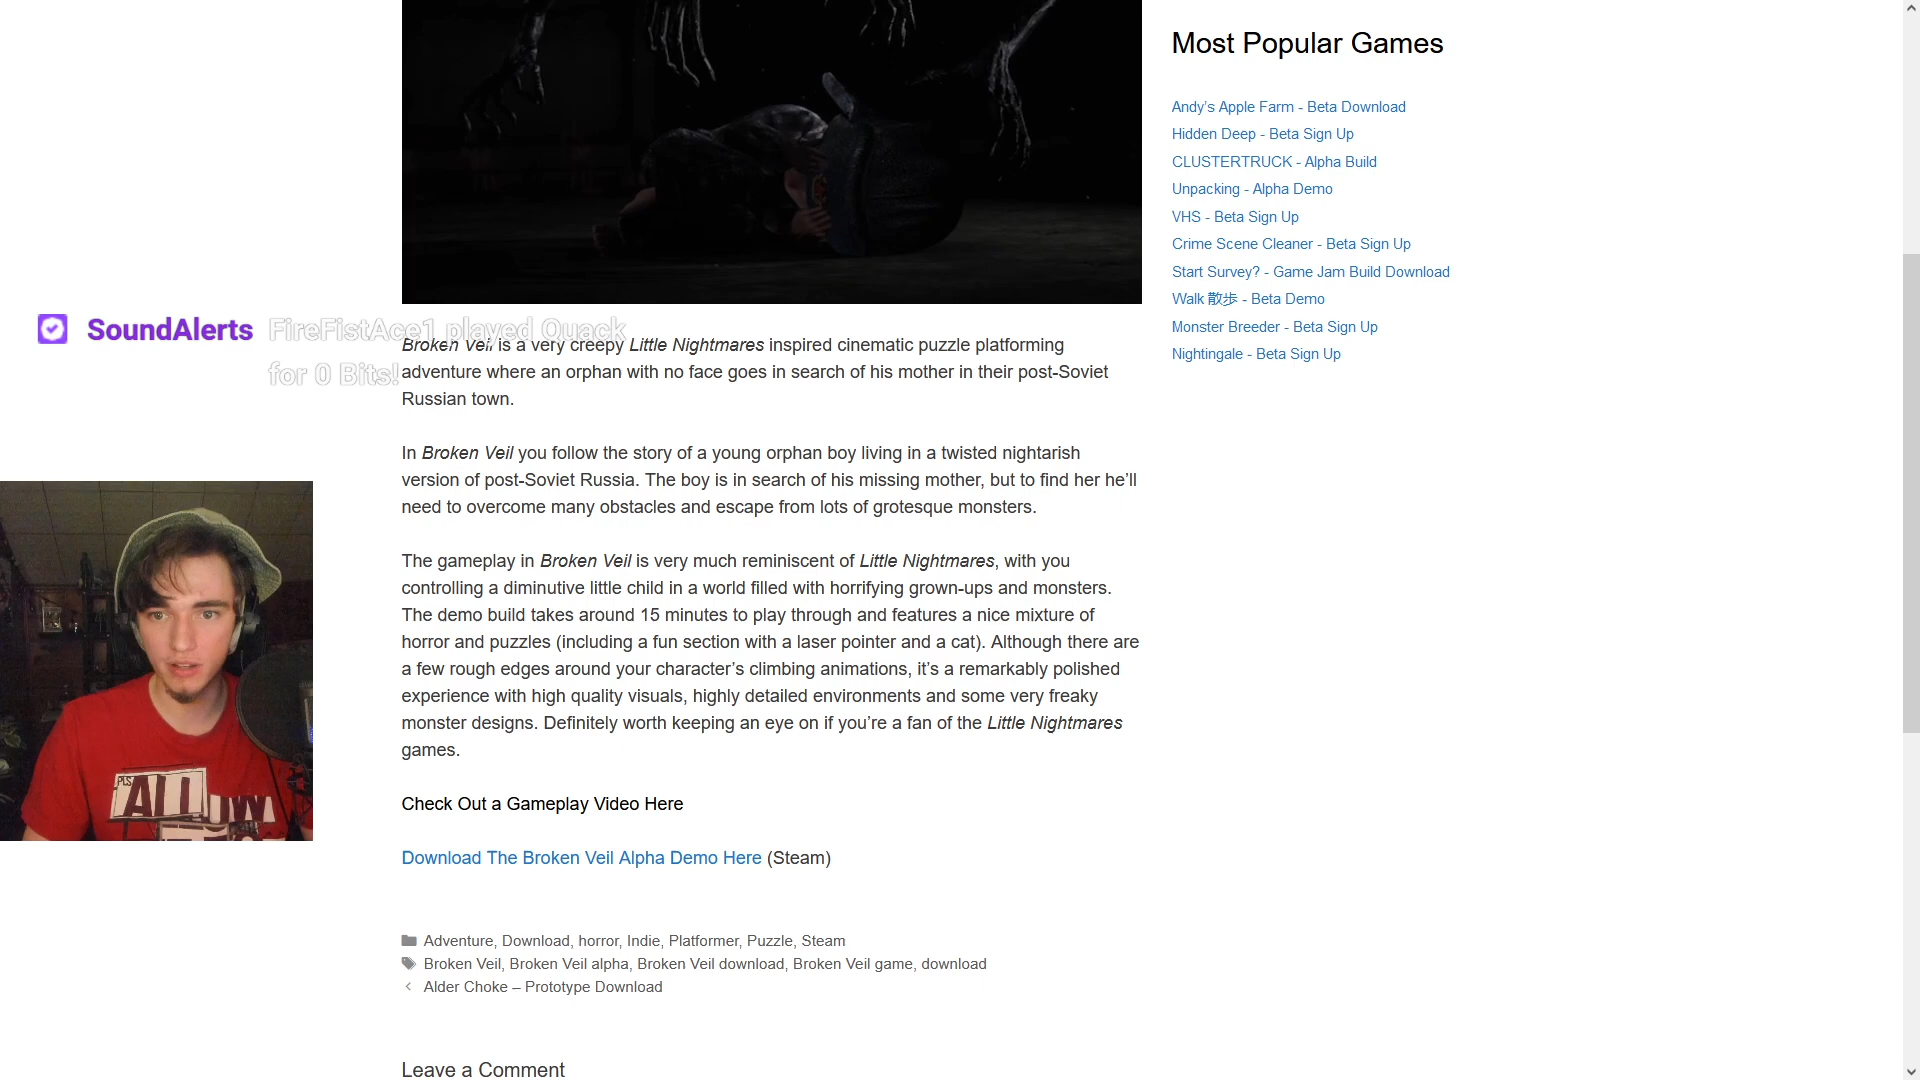 Most Popular Games
Andy's Apple Farm - Beta Download
Hidden Deep - Beta Sign Up
CLUSTERTRUCK - Alpha Build
Unpacking - Alpha Demo
VHS - Beta Sign Up
Crime Scene Cleaner - Beta Sign Up
Start Survey? - Game Jam Build Download
Walk 散歩 - Beta Demo
Monster Breeder - Beta Sign Up
Nightingale - Beta Sign Up
SoundAlerts FireFistAce1 played Quack
for 0 Bits!
Broken Veil is a very creepy Little Nightmares inspired cinematic puzzle platforming
adventure where an orphan with no face goes in search of his mother in their post-Soviet
Russian town.
In Broken Veil you follow the story of a young orphan boy living in a twisted nightarish
version of post-Soviet Russia. The boy is in search of his missing mother, but to find her he’ll
need to overcome many obstacles and escape from lots of grotesque monsters.
The gameplay in Broken Veil is very much reminiscent of Little Nightmares, with you
controlling a diminutive little child in a world filled with horrifying grown-ups and monsters.
The demo build takes around 15 minutes to play through and features a nice mixture of
horror and puzzles (including a fun section with a laser pointer and a cat). Although there are
a few rough edges around your character’s climbing animations, it’s a remarkably polished
experience with high quality visuals, highly detailed environments and some very freaky
monster designs. Definitely worth keeping an eye on if you’re a fan of the Little Nightmares
games.
Check Out a Gameplay Video Here
Download The Broken Veil Alpha Demo Here (Steam)
Adventure, Download, horror, Indie, Platformer, Puzzle, Steam
Broken Veil, Broken Veil alpha, Broken Veil download, Broken Veil game, download
Alder Choke – Prototype Download
Leave a Comment
PLS
ALL